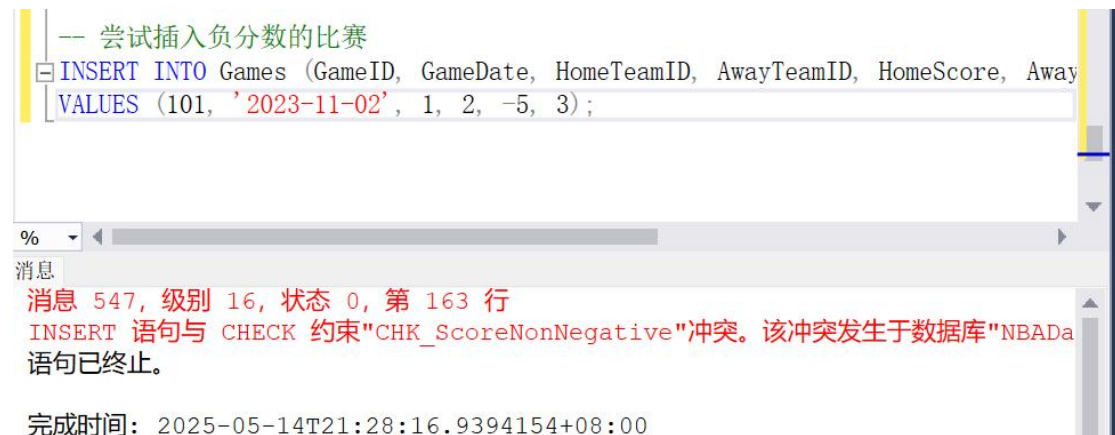 -- 尝试插入负分数的比赛
INSERT INTO Games (GameID, GameDate, HomeTeamID, AwayTeamID, HomeScore, Away
VALUES (101, '2023-11-02', 1, 2, -5, 3);
%
消息
消息 547, 级别 16, 状态 0, 第 163 行
INSERT 语句与 CHECK 约束"CHK_ScoreNonNegative"冲突。该冲突发生于数据库"NBADa
语句已终止。
完成时间: 2025-05-14T21:28:16.9394154+08:00